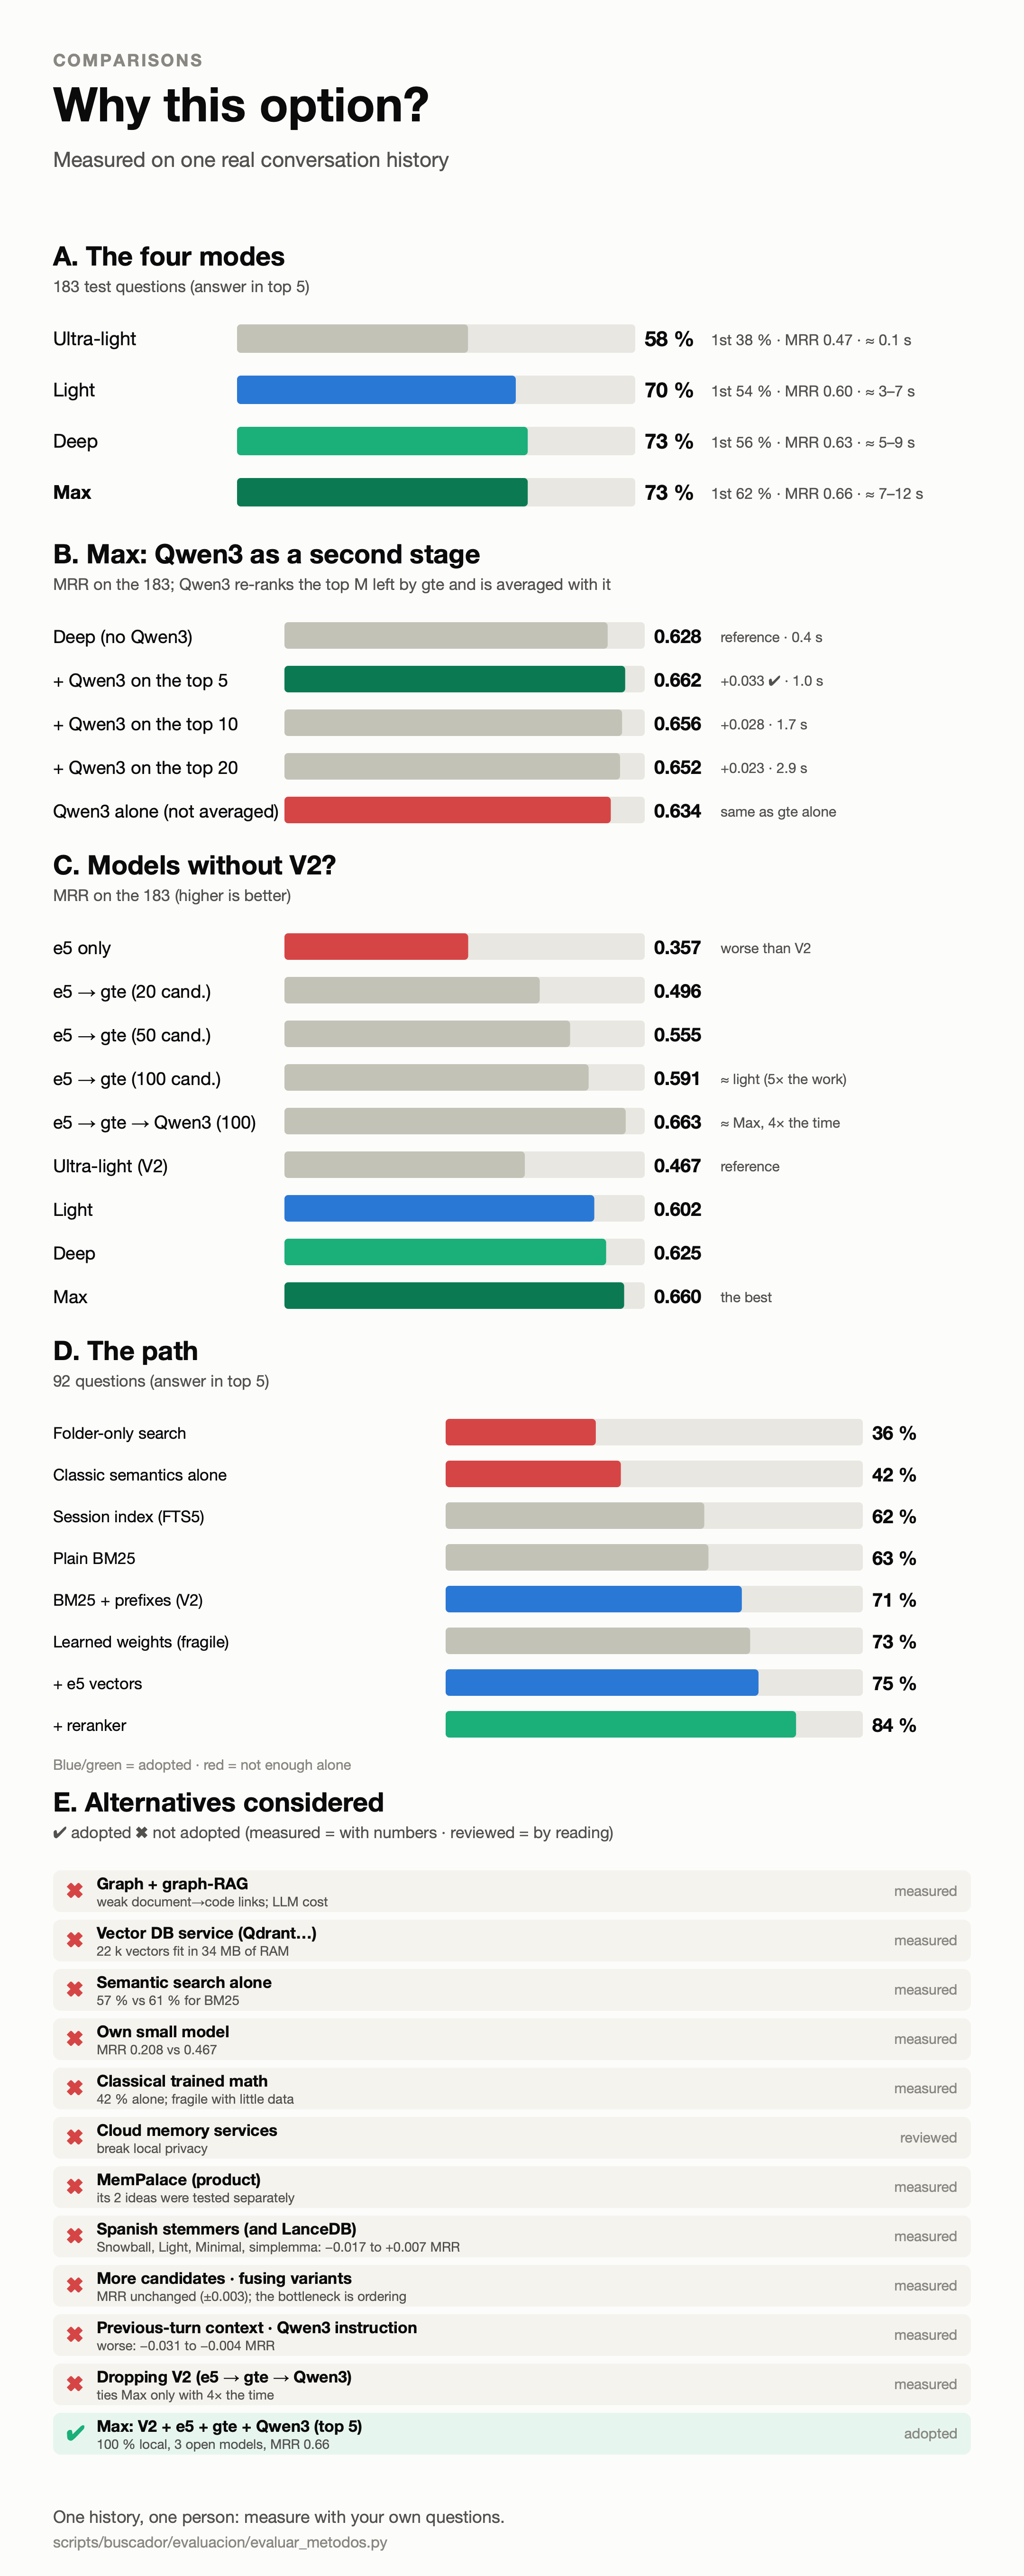 COMPARISONS
Why this option?
Measured on one real conversation history
A. The four modes
183 test questions (answer in top 5)
Ultra-light 58 % 1st 38 % · MRR 0.47 · ≈ 0.1 s
Light 70 % 1st 54 % · MRR 0.60 · ≈ 3–7 s
Deep 73 % 1st 56 % · MRR 0.63 · ≈ 5–9 s
Max 73 % 1st 62 % · MRR 0.66 · ≈ 7–12 s
B. Max: Qwen3 as a second stage
MRR on the 183; Qwen3 re-ranks the top M left by gte and is averaged with it
Deep (no Qwen3) 0.628 reference · 0.4 s
+ Qwen3 on the top 5 0.662 +0.033 ✔ · 1.0 s
+ Qwen3 on the top 10 0.656 +0.028 · 1.7 s
+ Qwen3 on the top 20 0.652 +0.023 · 2.9 s
Qwen3 alone (not averaged) 0.634 same as gte alone
C. Models without V2?
MRR on the 183 (higher is better)
e5 only 0.357 worse than V2
e5 → gte (20 cand.) 0.496
e5 → gte (50 cand.) 0.555
e5 → gte (100 cand.) 0.591 ≈ light (5× the work)
e5 → gte → Qwen3 (100) 0.663 ≈ Max, 4× the time
Ultra-light (V2) 0.467 reference
Light 0.602
Deep 0.625
Max 0.660 the best
D. The path
92 questions (answer in top 5)
Folder-only search 36 %
Classic semantics alone 42 %
Session index (FTS5) 62 %
Plain BM25 63 %
BM25 + prefixes (V2) 71 %
Learned weights (fragile) 73 %
+ e5 vectors 75 %
+ reranker 84 %
Blue/green = adopted · red = not enough alone
E. Alternatives considered
✔ adopted ✖ not adopted (measured = with numbers · reviewed = by reading)
✖ Graph + graph-RAG measured
weak document→code links; LLM cost
✖ Vector DB service (Qdrant…) measured
22 k vectors fit in 34 MB of RAM
✖ Semantic search alone measured
57 % vs 61 % for BM25
✖ Own small model measured
MRR 0.208 vs 0.467
✖ Classical trained math measured
42 % alone; fragile with little data
✖ Cloud memory services reviewed
break local privacy
✖ MemPalace (product) measured
its 2 ideas were tested separately
✖ Spanish stemmers (and LanceDB) measured
Snowball, Light, Minimal, simplemma: −0.017 to +0.007 MRR
✖ More candidates · fusing variants measured
MRR unchanged (±0.003); the bottleneck is ordering
✖ Previous-turn context · Qwen3 instruction measured
worse: −0.031 to −0.004 MRR
✖ Dropping V2 (e5 → gte → Qwen3) measured
ties Max only with 4× the time
✔ Max: V2 + e5 + gte + Qwen3 (top 5) adopted
100 % local, 3 open models, MRR 0.66
One history, one person: measure with your own questions.
scripts/buscador/evaluacion/evaluar_metodos.py